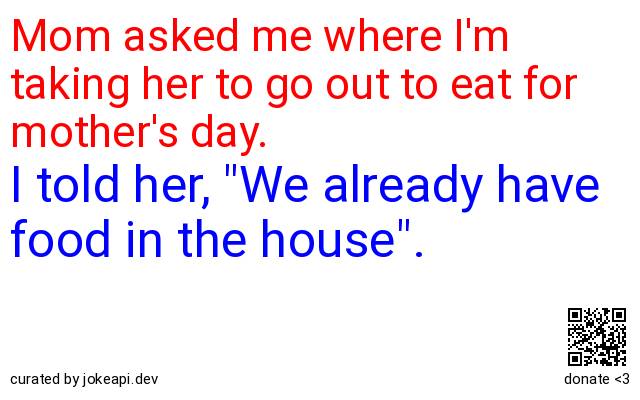 Mom asked me where I'm
taking her to go out to eat for
mother's day.
I told her, "We already have
food in the house".
curated by jokeapi.dev
donate <3